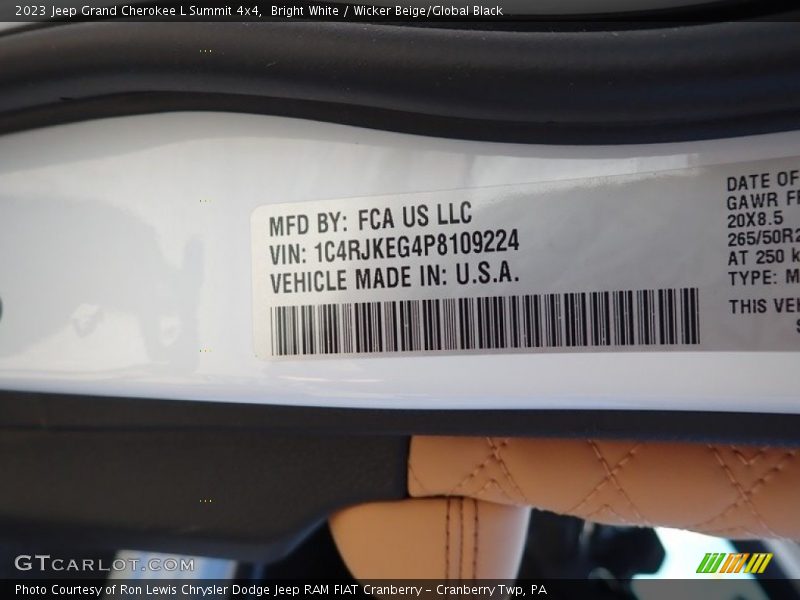 2023 Jeep Grand Cherokee L Summit 4x4, Bright White / Wicker Beige/Global Black
MFD BY: FCA US LLC
VIN: 1C4RJKEG4P8109224
VEHICLE MADE IN: U.S.A.
DATE OF
GAWR
20X8.5
265/50R2
AT 250
TYPE:
THIS
GTCARLOT.COM
Photo Courtesy of Ron Lewis Chrysler Dodge Jeep RAM FIAT Cranberry – Cranberry Twp, PA